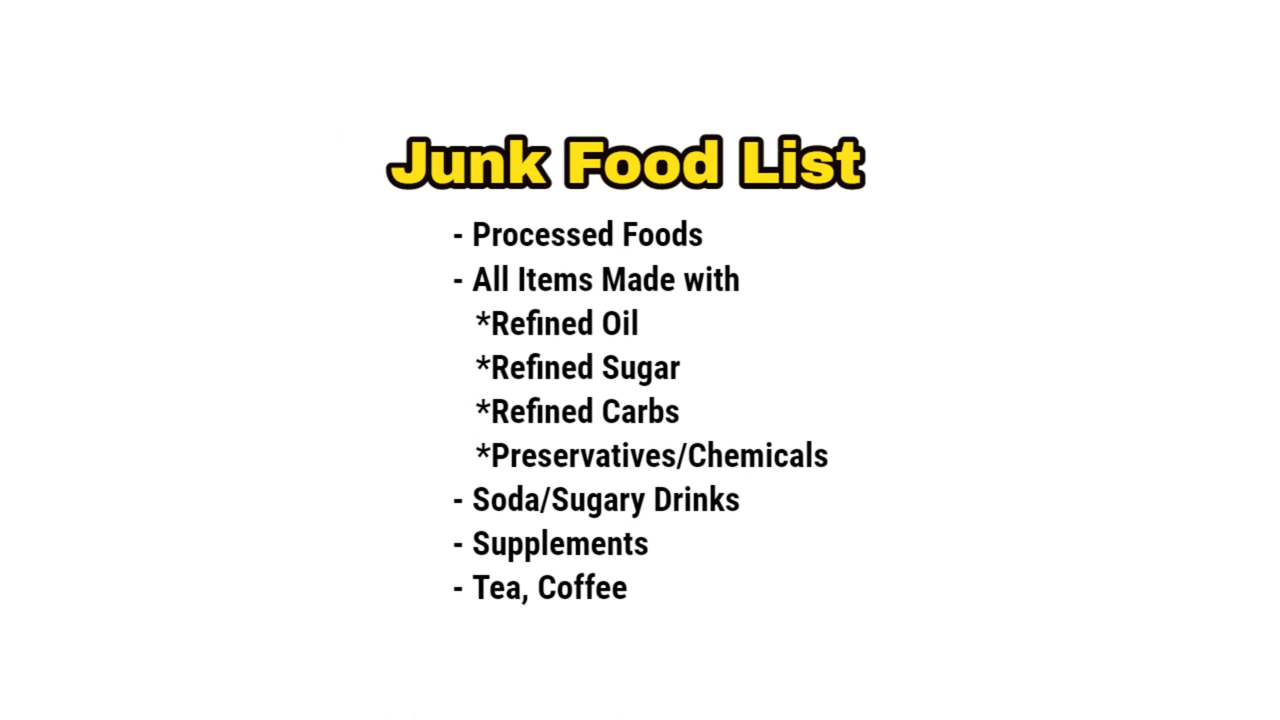 Junk Food List
- Processed Foods
- All Items Made with
*Refined Oil
*Refined Sugar
*Refined Carbs
*Preservatives/Chemicals
- Soda/Sugary Drinks
- Supplements
- Tea, Coffee